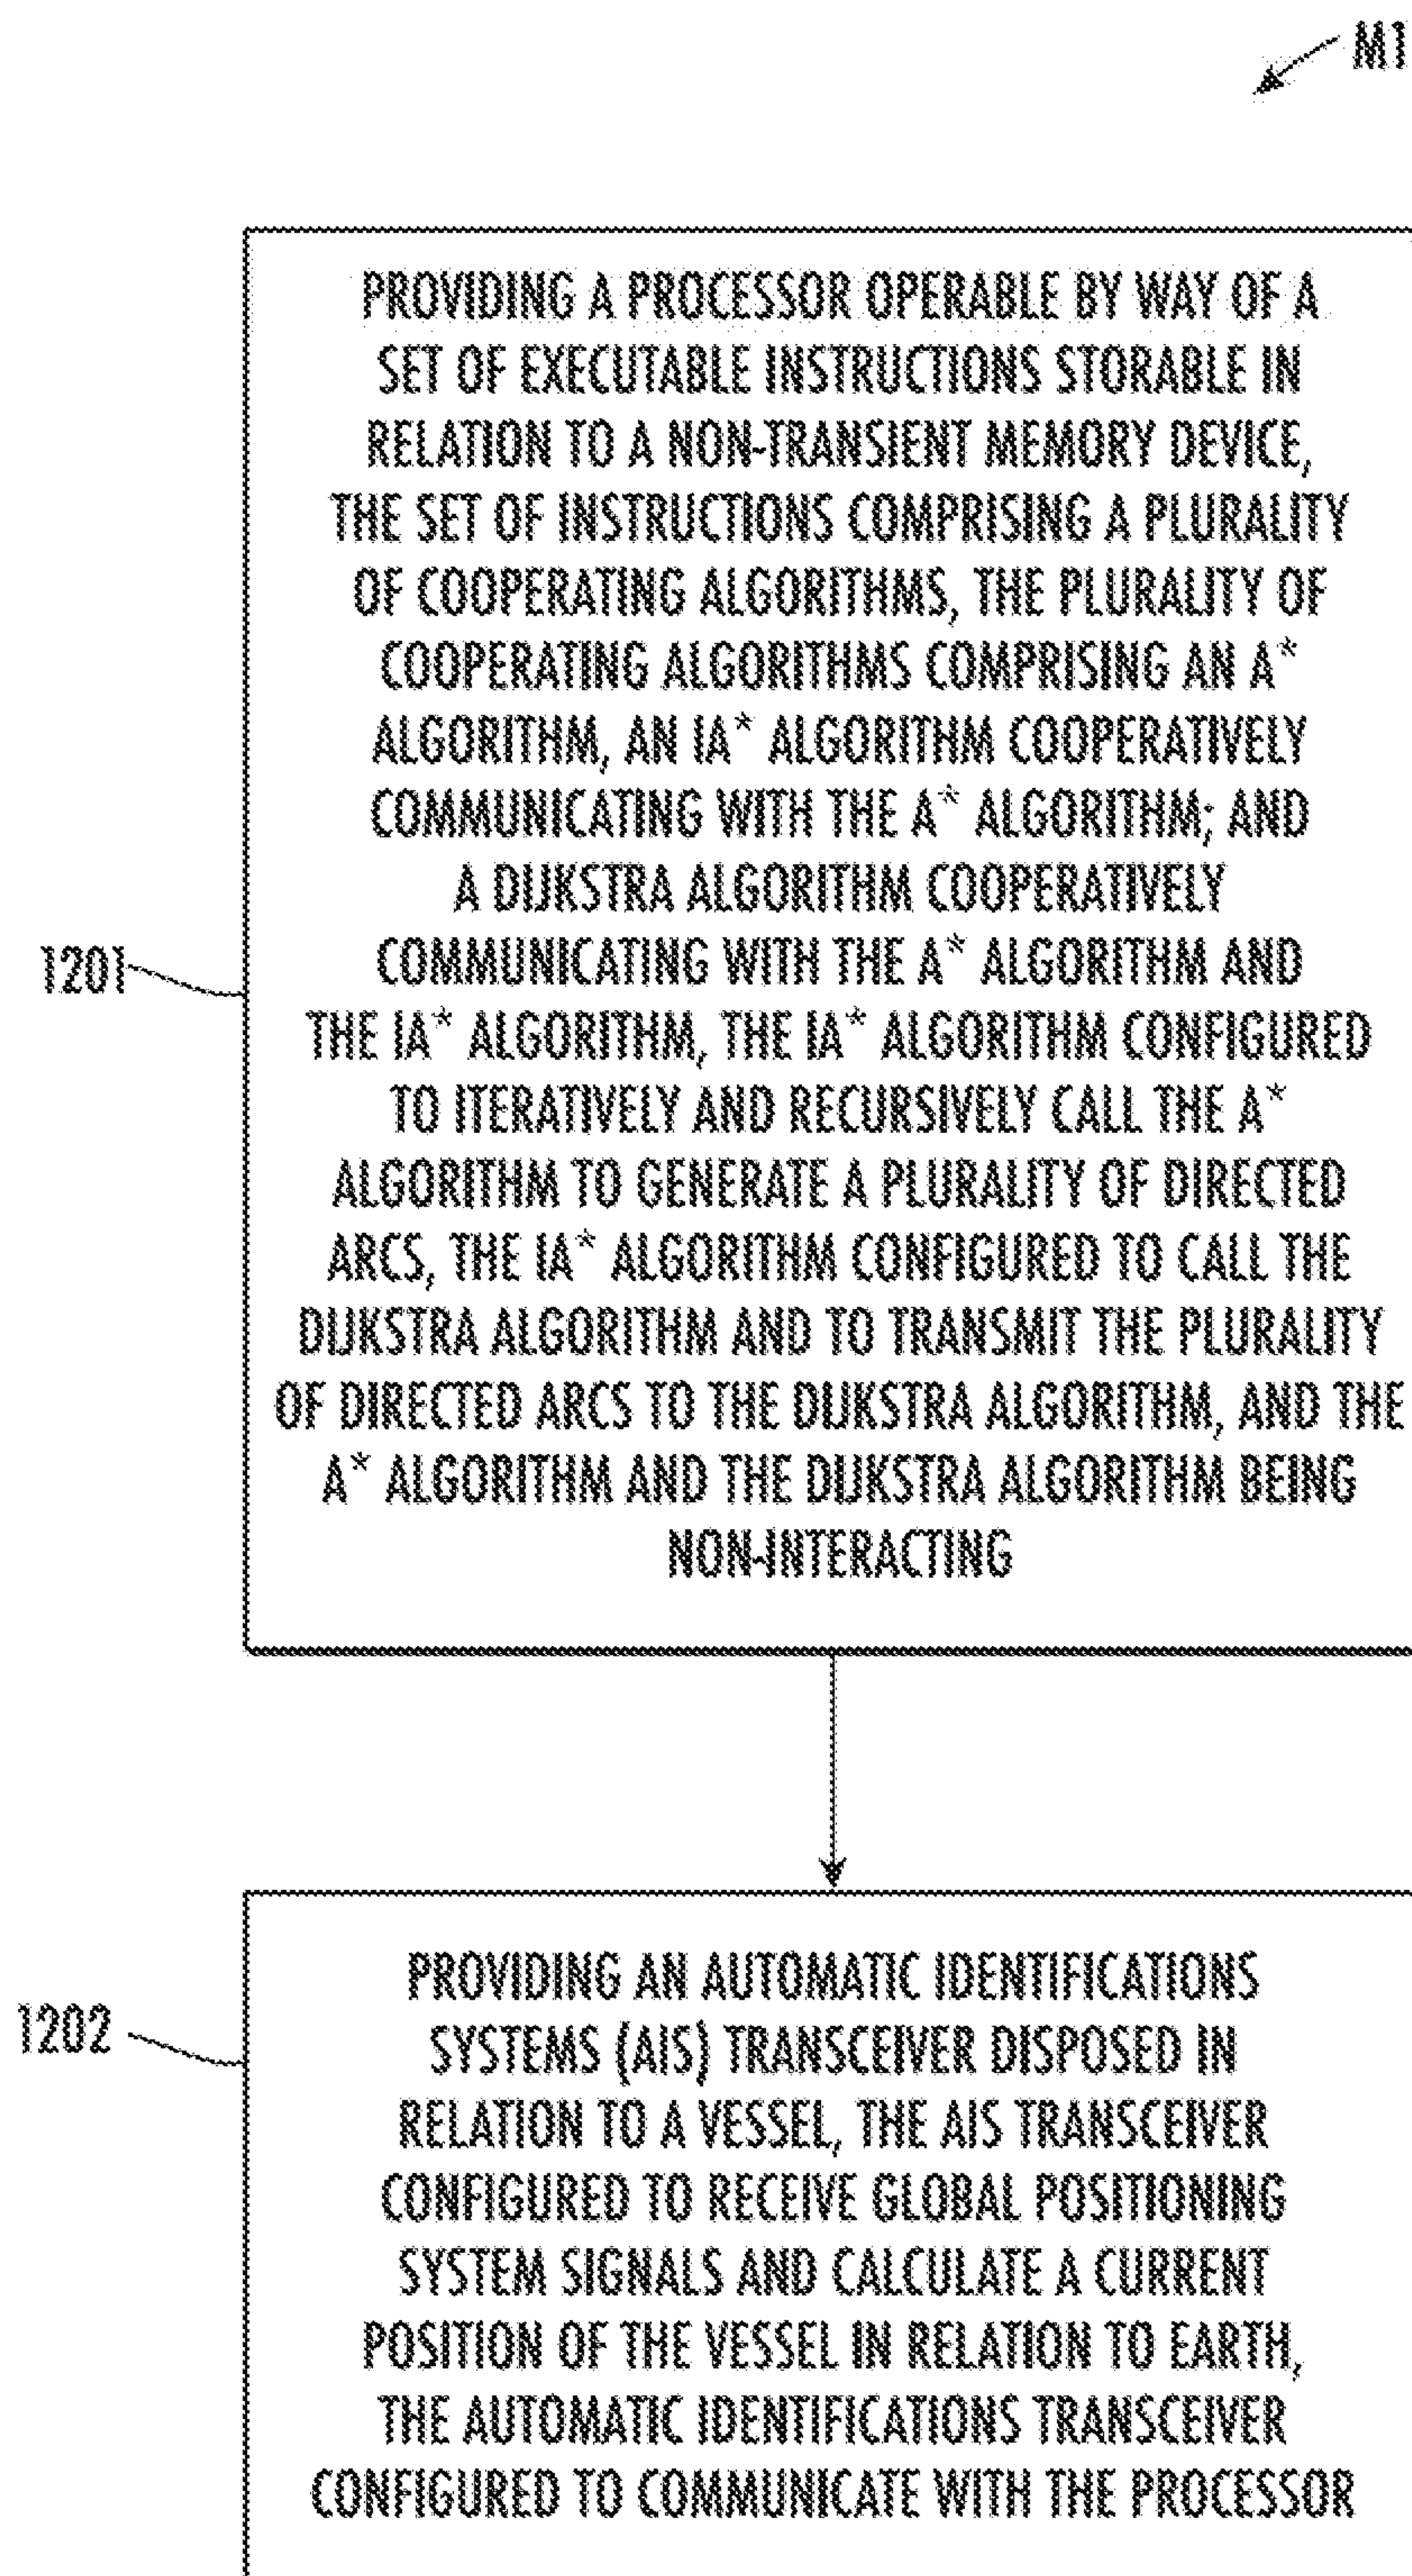 M1
PROVIDING A PROCESSOR OPERABLE BY WAY OF A
SET OF EXECUTABLE INSTRUCTIONS STORABLE IN
RELATION TO A NON-TRANSIENT MEMORY DEVICE,
THE SET OF INSTRUCTIONS COMPRISING A PLURALITY
OF COOPERATING ALGORITHMS, THE PLURALITY OF
COOPERATING ALGORITHMS COMPRISING AN A*
ALGORITHM, AN IA* ALGORITHM COOPERATIVELY
COMMUNICATING WITH THE A* ALGORITHM; AND
A DIJKSTRA ALGORITHM COOPERATIVELY
COMMUNICATING WITH THE A* ALGORITHM AND
THE IA* ALGORITHM, THE IA* ALGORITHM CONFIGURED
TO ITERATIVELY AND RECURSIVELY CALL THE A*
ALGORITHM TO GENERATE A PLURALITY OF DIRECTED
ARCS, THE IA* ALGORITHM CONFIGURED TO CALL THE
DIJKSTRA ALGORITHM AND TO TRANSMIT THE PLURALITY
OF DIRECTED ARCS TO THE DIJKSTRA ALGORITHM, AND THE
A* ALGORITHM AND THE DIJKSTRA ALGORITHM BEING
NON-INTERACTING
1201
PROVIDING AN AUTOMATIC IDENTIFICATIONS
SYSTEMS (AIS) TRANSCEIVER DISPOSED IN
RELATION TO A VESSEL, THE AIS TRANSCEIVER
CONFIGURED TO RECEIVE GLOBAL POSITIONING
SYSTEM SIGNALS AND CALCULATE A CURRENT
POSITION OF THE VESSEL IN RELATION TO EARTH,
THE AUTOMATIC IDENTIFICATIONS TRANSCEIVER
CONFIGURED TO COMMUNICATE WITH THE PROCESSOR
1202